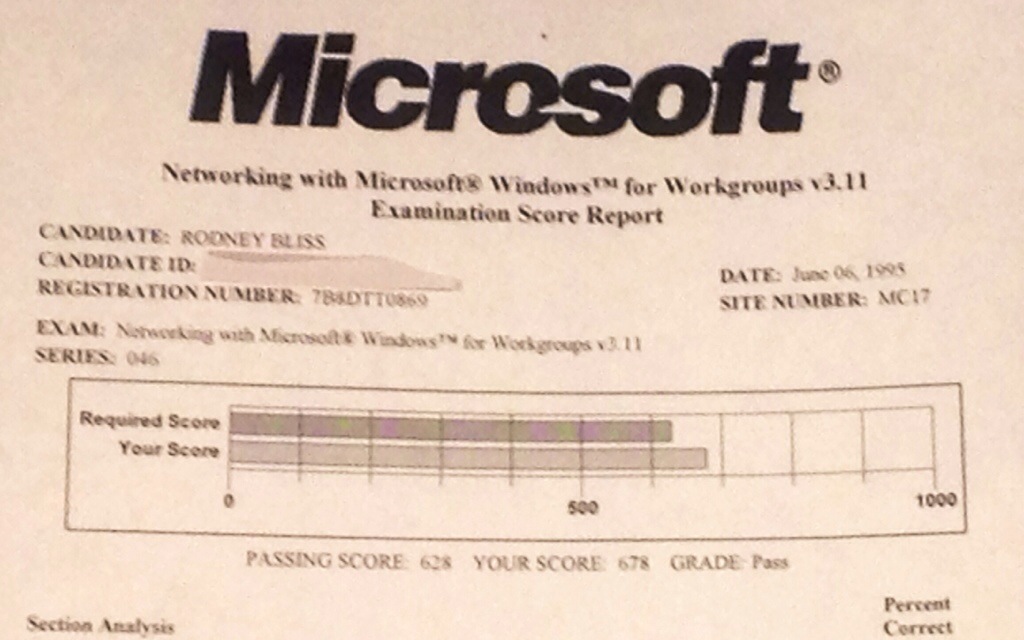 Microsoft®
Networking with Microsoft® Windows™ for Workgroups v3.11
Examination Score Report
CANDIDATE: RODNEY BLISS
CANDIDATE ID:
REGISTRATION NUMBER: 7B8DTT0869
DATE: June 06, 1995
SITE NUMBER: MC17
EXAM: Networking with Microsoft® Windows™ for Workgroups v3.11
SERIES: 046
Required Score
Your Score
0 500 1000
PASSING SCORE: 628 YOUR SCORE: 678 GRADE: Pass
Percent
Section Analysis Correct